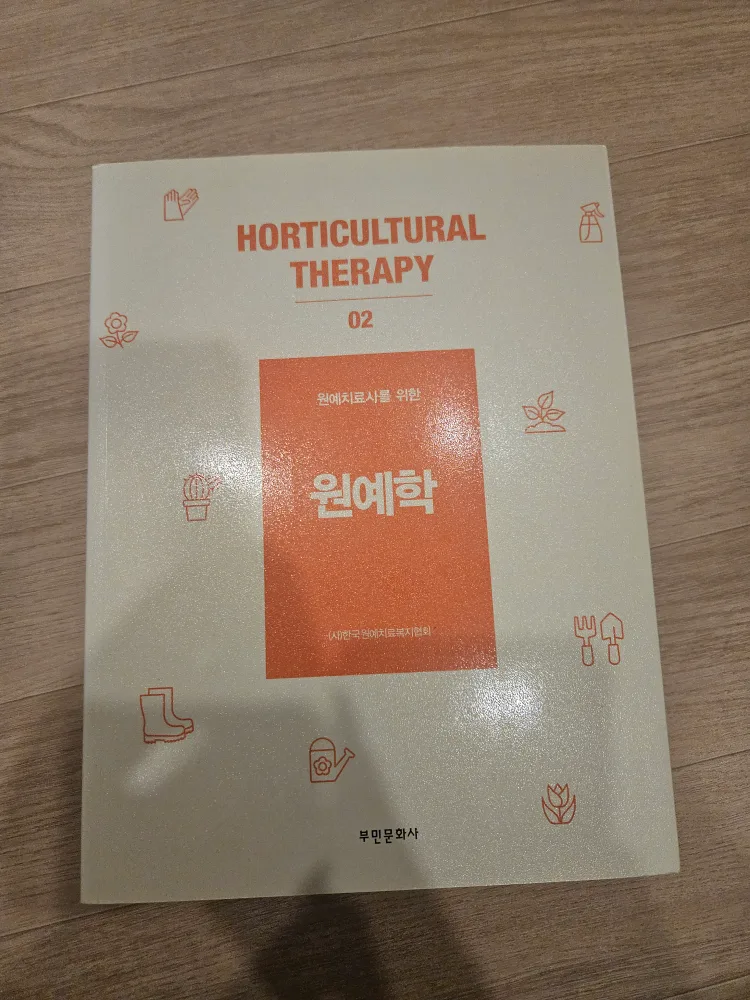 HORTICULTURAL
THERAPY
02
원예치료사를 위한
원예학
(사)한국원예치료복지협회
부민문화사